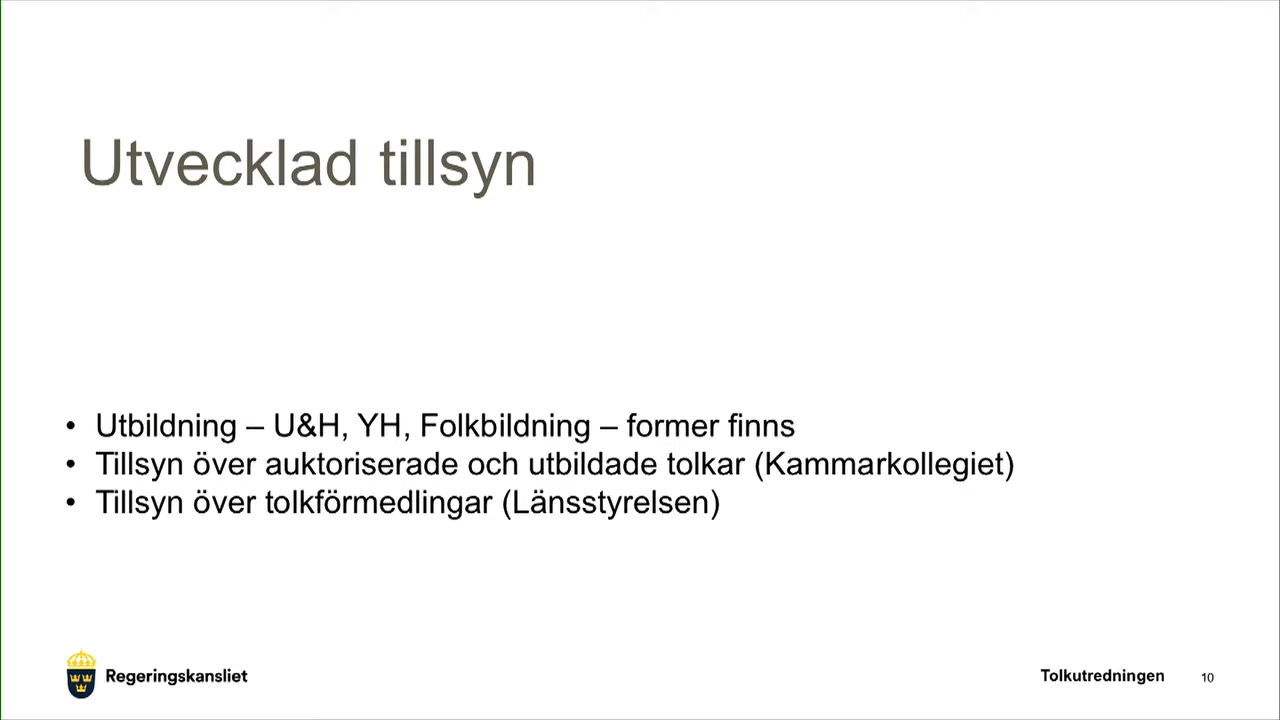 Utvecklad tillsyn
• Utbildning – U&H, YH, Folkbildning – former finns
• Tillsyn över auktoriserade och utbildade tolkar (Kammarkollegiet)
• Tillsyn över tolkförmedlingar (Länsstyrelsen)
Regeringskansliet
Tolkutredningen 10